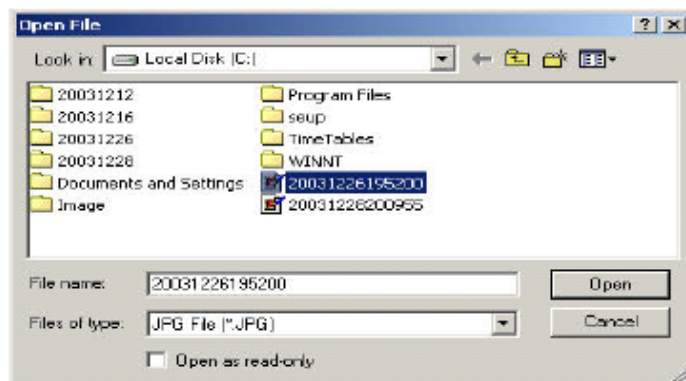 Open File
Look in: Local Disk (C:)
20031212
20031216
20031226
20031228
Documents and Settings
Image
Program Files
seup
TimeTables
WINNT
20031226195200
20031228200955
File name: 20031226195200 Open
Files of type: JPG File (*.JPG) Cancel
Open as read-only